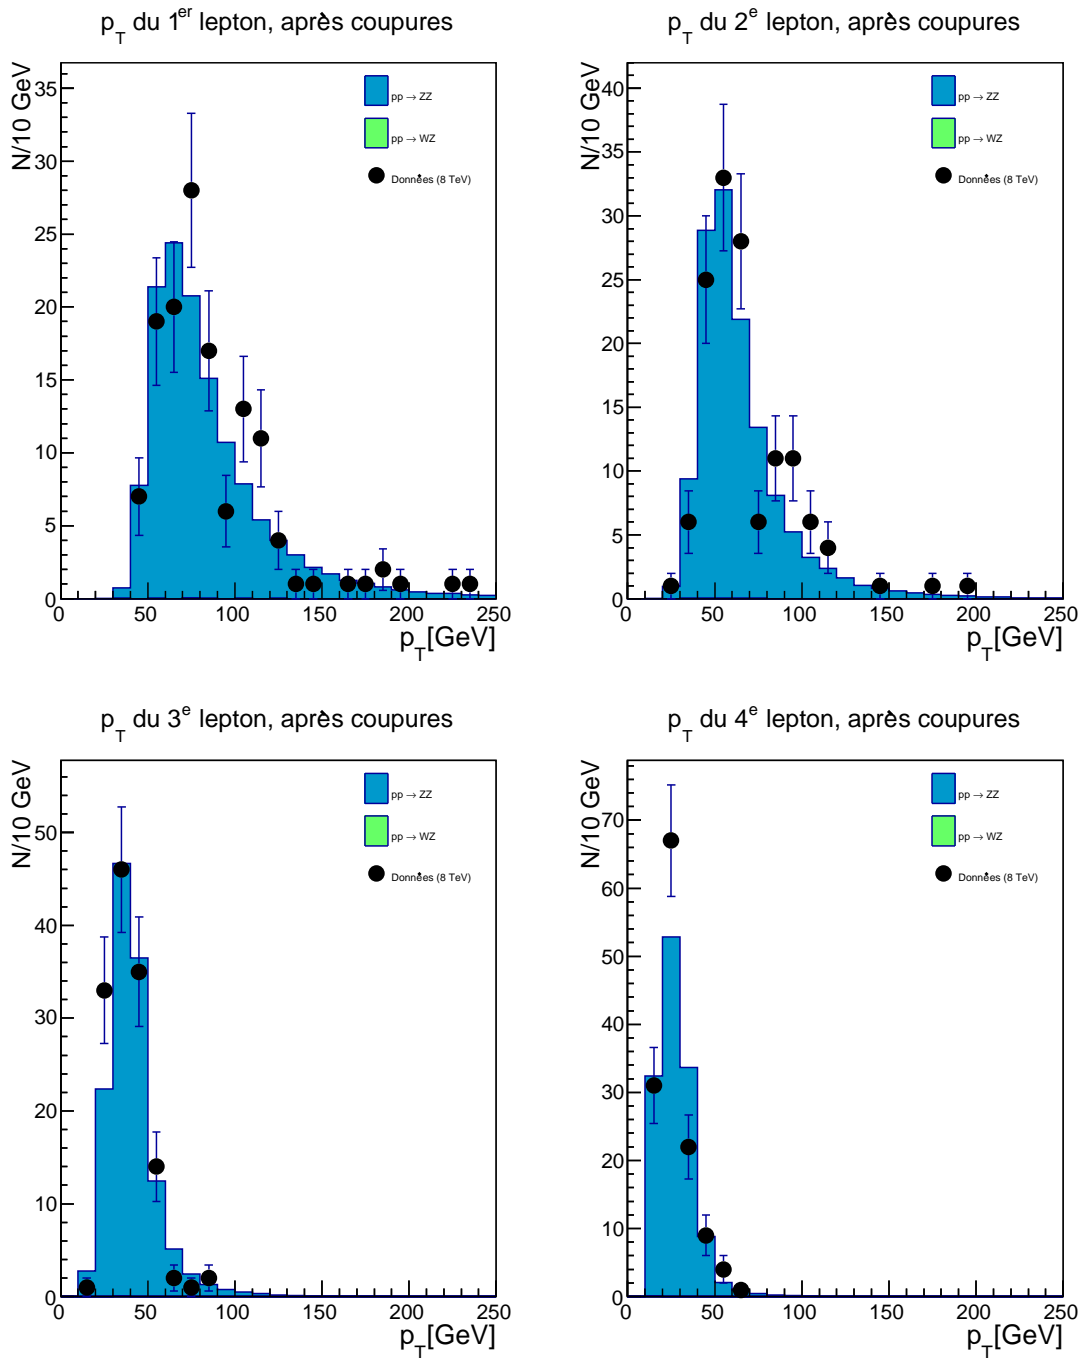 p_T du 1^er lepton, après coupures
N/10 GeV
35
30
25
20
15
10
5
0
0 50 100 150 200 250
p_T[GeV]
pp → ZZ
pp → WZ
Données (8 TeV)
p_T du 2^e lepton, après coupures
N/10 GeV
40
35
30
25
20
15
10
5
0
0 50 100 150 200 250
p_T[GeV]
pp → ZZ
pp → WZ
Données (8 TeV)
p_T du 3^e lepton, après coupures
N/10 GeV
50
40
30
20
10
0
0 50 100 150 200 250
p_T[GeV]
pp → ZZ
pp → WZ
Données (8 TeV)
p_T du 4^e lepton, après coupures
N/10 GeV
70
60
50
40
30
20
10
0
0 50 100 150 200 250
p_T[GeV]
pp → ZZ
pp → WZ
Données (8 TeV)